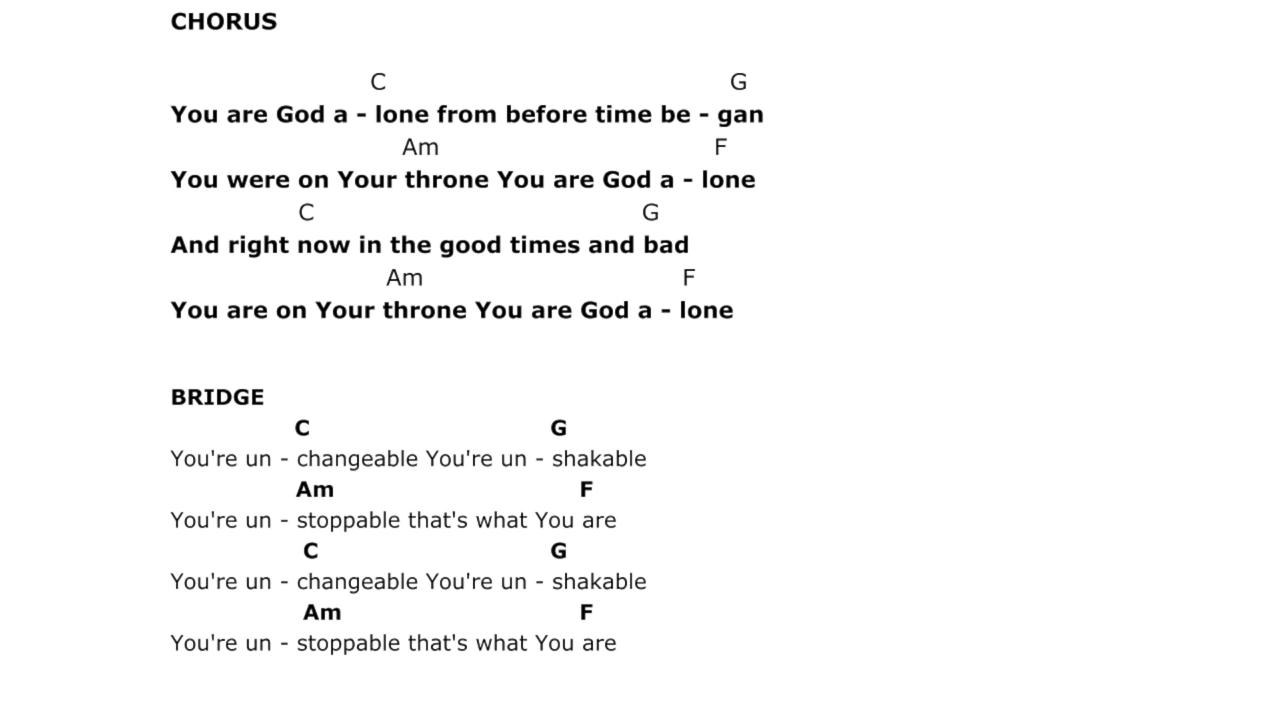 CHORUS
C G
You are God a - lone from before time be - gan
Am F
You were on Your throne You are God a - lone
C G
And right now in the good times and bad
Am F
You are on Your throne You are God a - lone
BRIDGE
C G
You're un - changeable You're un - shakable
Am F
You're un - stoppable that's what You are
C G
You're un - changeable You're un - shakable
Am F
You're un - stoppable that's what You are